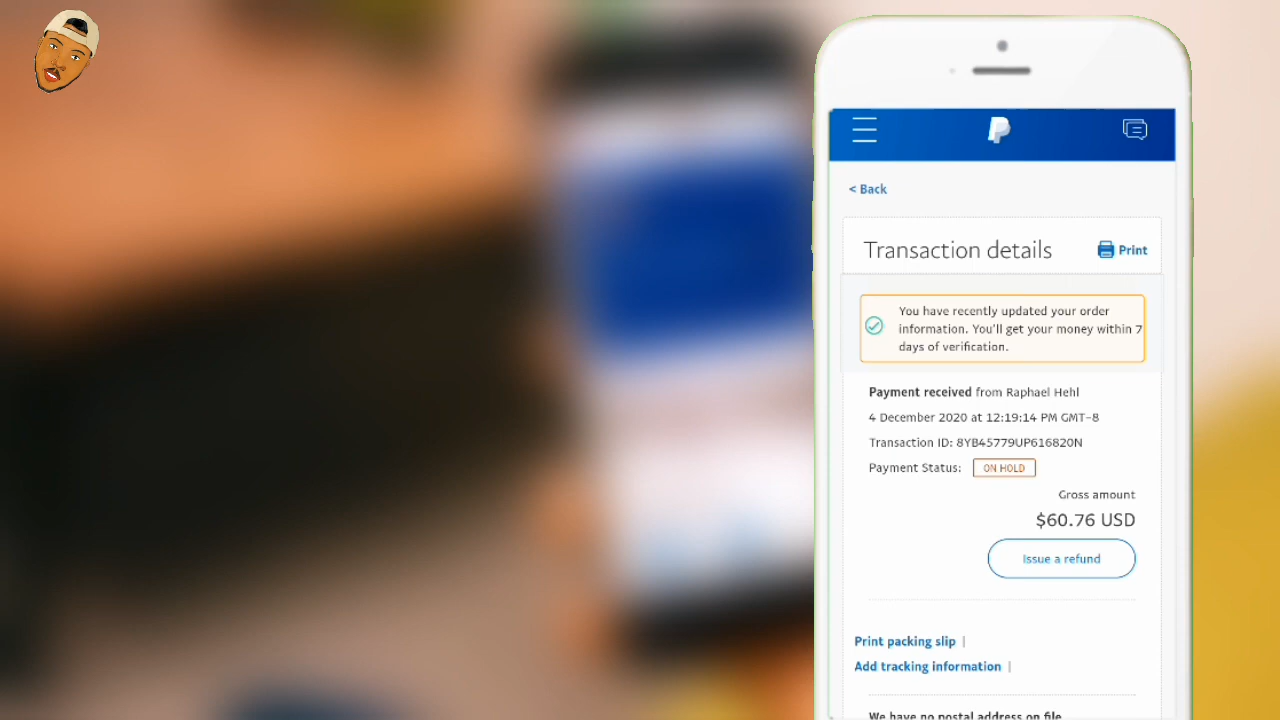 < Back
Transaction details
Print
You have recently updated your order
information. You'll get your money within 7
days of verification.
Payment received from Raphael Hehl
4 December 2020 at 12:19:14 PM GMT-8
Transaction ID: 8YB45779UP616820N
Payment Status: ON HOLD
Gross amount
$60.76 USD
Issue a refund
Print packing slip |
Add tracking information |
We have no postal address on file